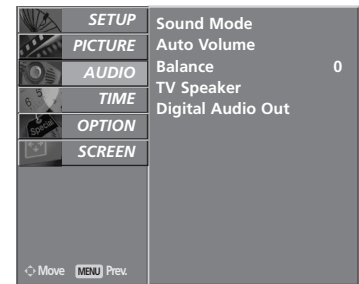 SETUP
PICTURE
AUDIO
TIME
OPTION
SCREEN
Sound Mode
Auto Volume
Balance 0
TV Speaker
Digital Audio Out
Special
Move MENU Prev.